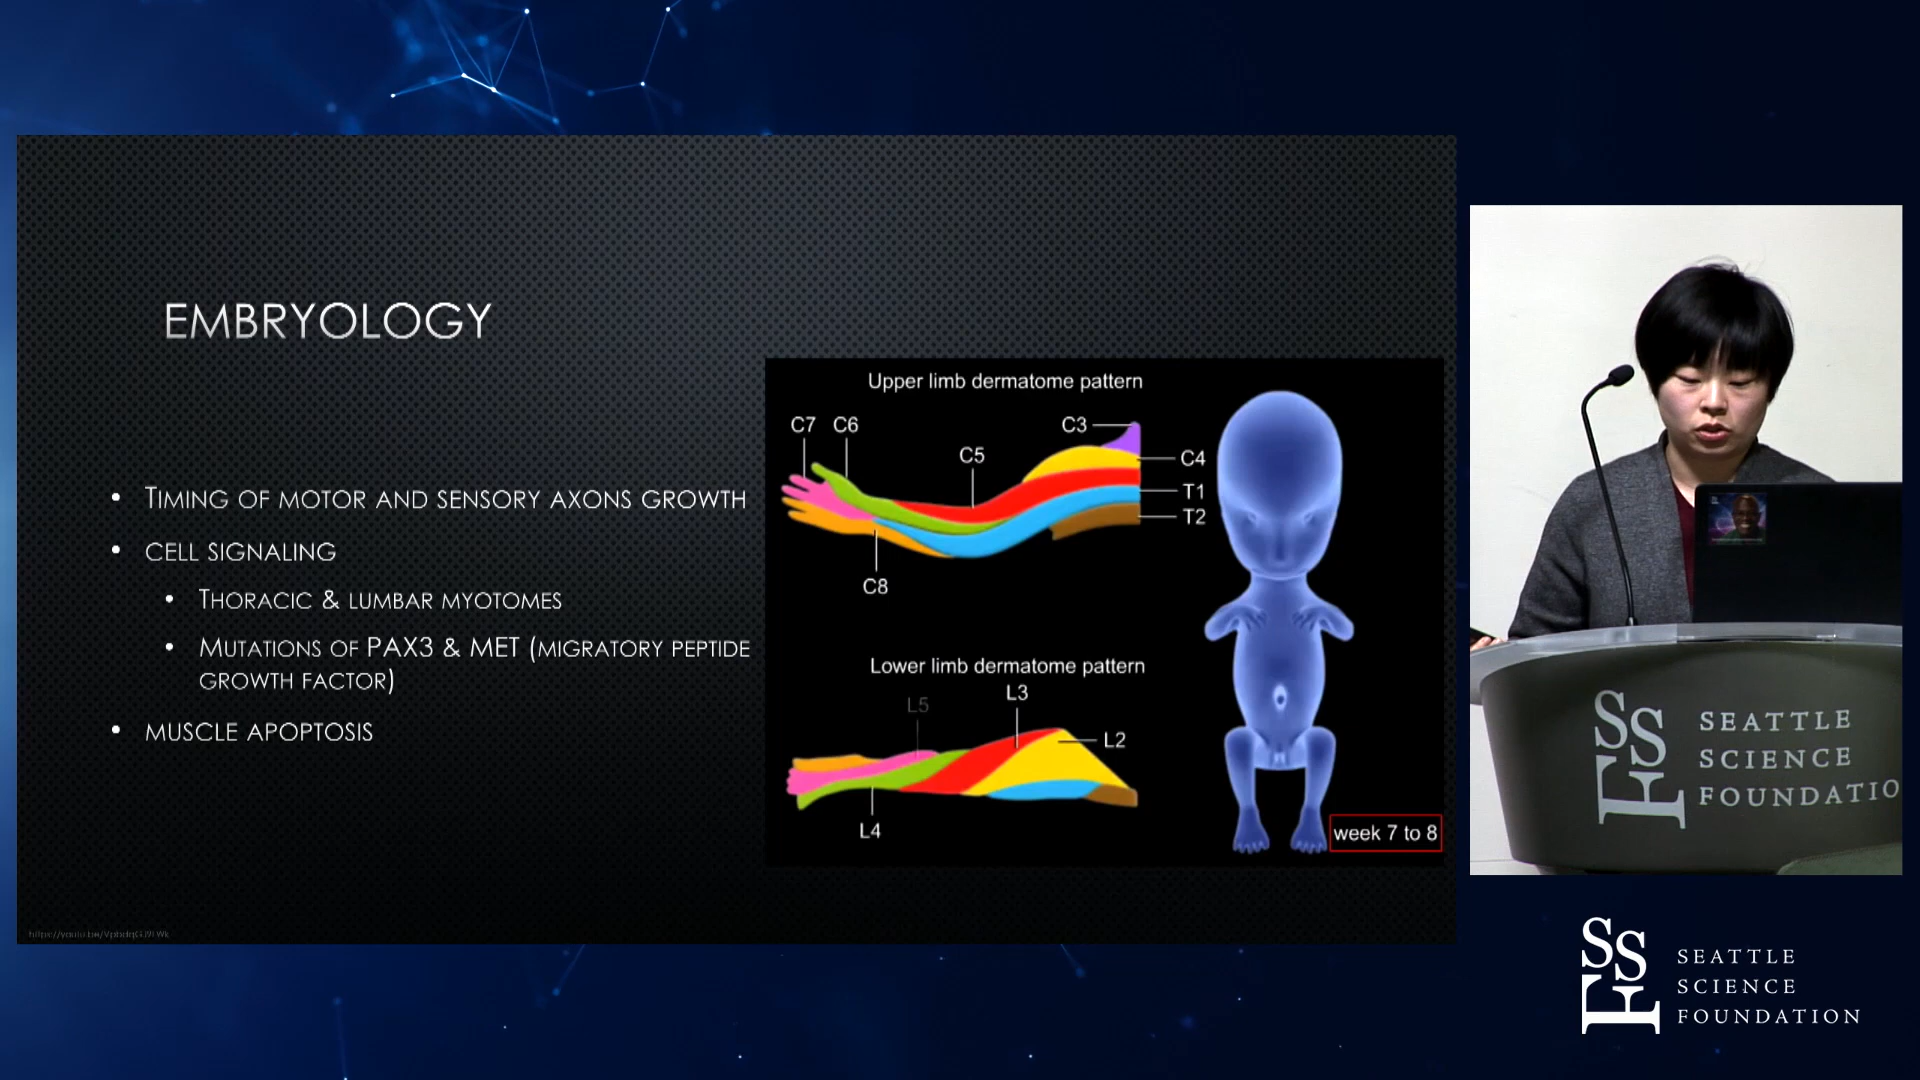 EMBRYOLOGY
• TIMING OF MOTOR AND SENSORY AXONS GROWTH
• CELL SIGNALING
• THORACIC & LUMBAR MYOTOMES
• MUTATIONS OF PAX3 & MET (MIGRATORY PEPTIDE
GROWTH FACTOR)
• MUSCLE APOPTOSIS
Upper limb dermatome pattern
C7 C6
C3
C5
C4
T1
T2
C8
Lower limb dermatome pattern
L3
L5
L2
L4
week 7 to 8
SSF
SEATTLE
SCIENCE
FOUNDATIO
SSF
SEATTLE
SCIENCE
FOUNDATION